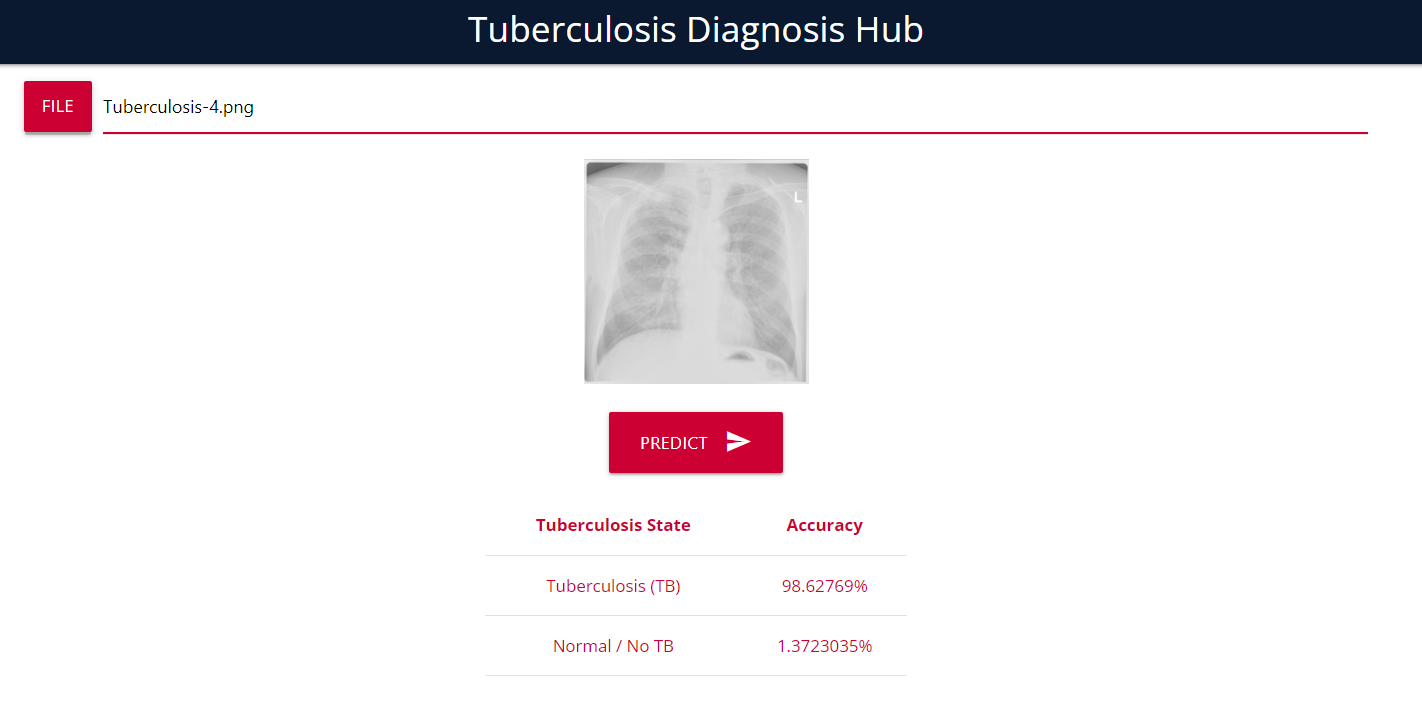 Tuberculosis Diagnosis Hub
FILE Tuberculosis-4.png
L
PREDICT
Tuberculosis State Accuracy
Tuberculosis (TB) 98.62769%
Normal / No TB 1.3723035%